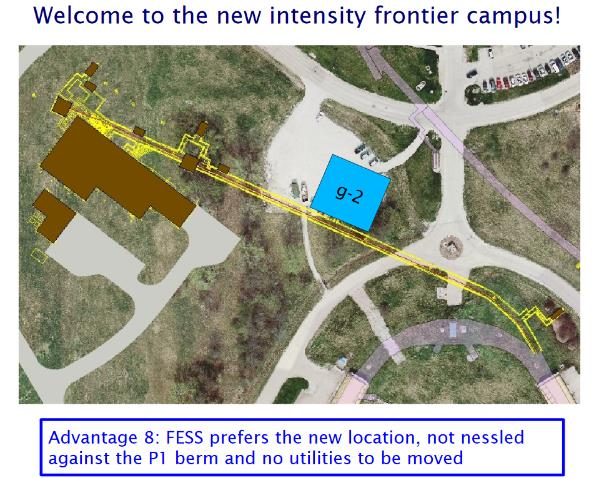 Welcome to the new intensity frontier campus!
g-2
Advantage 8: FESS prefers the new location, not nessled
against the P1 berm and no utilities to be moved